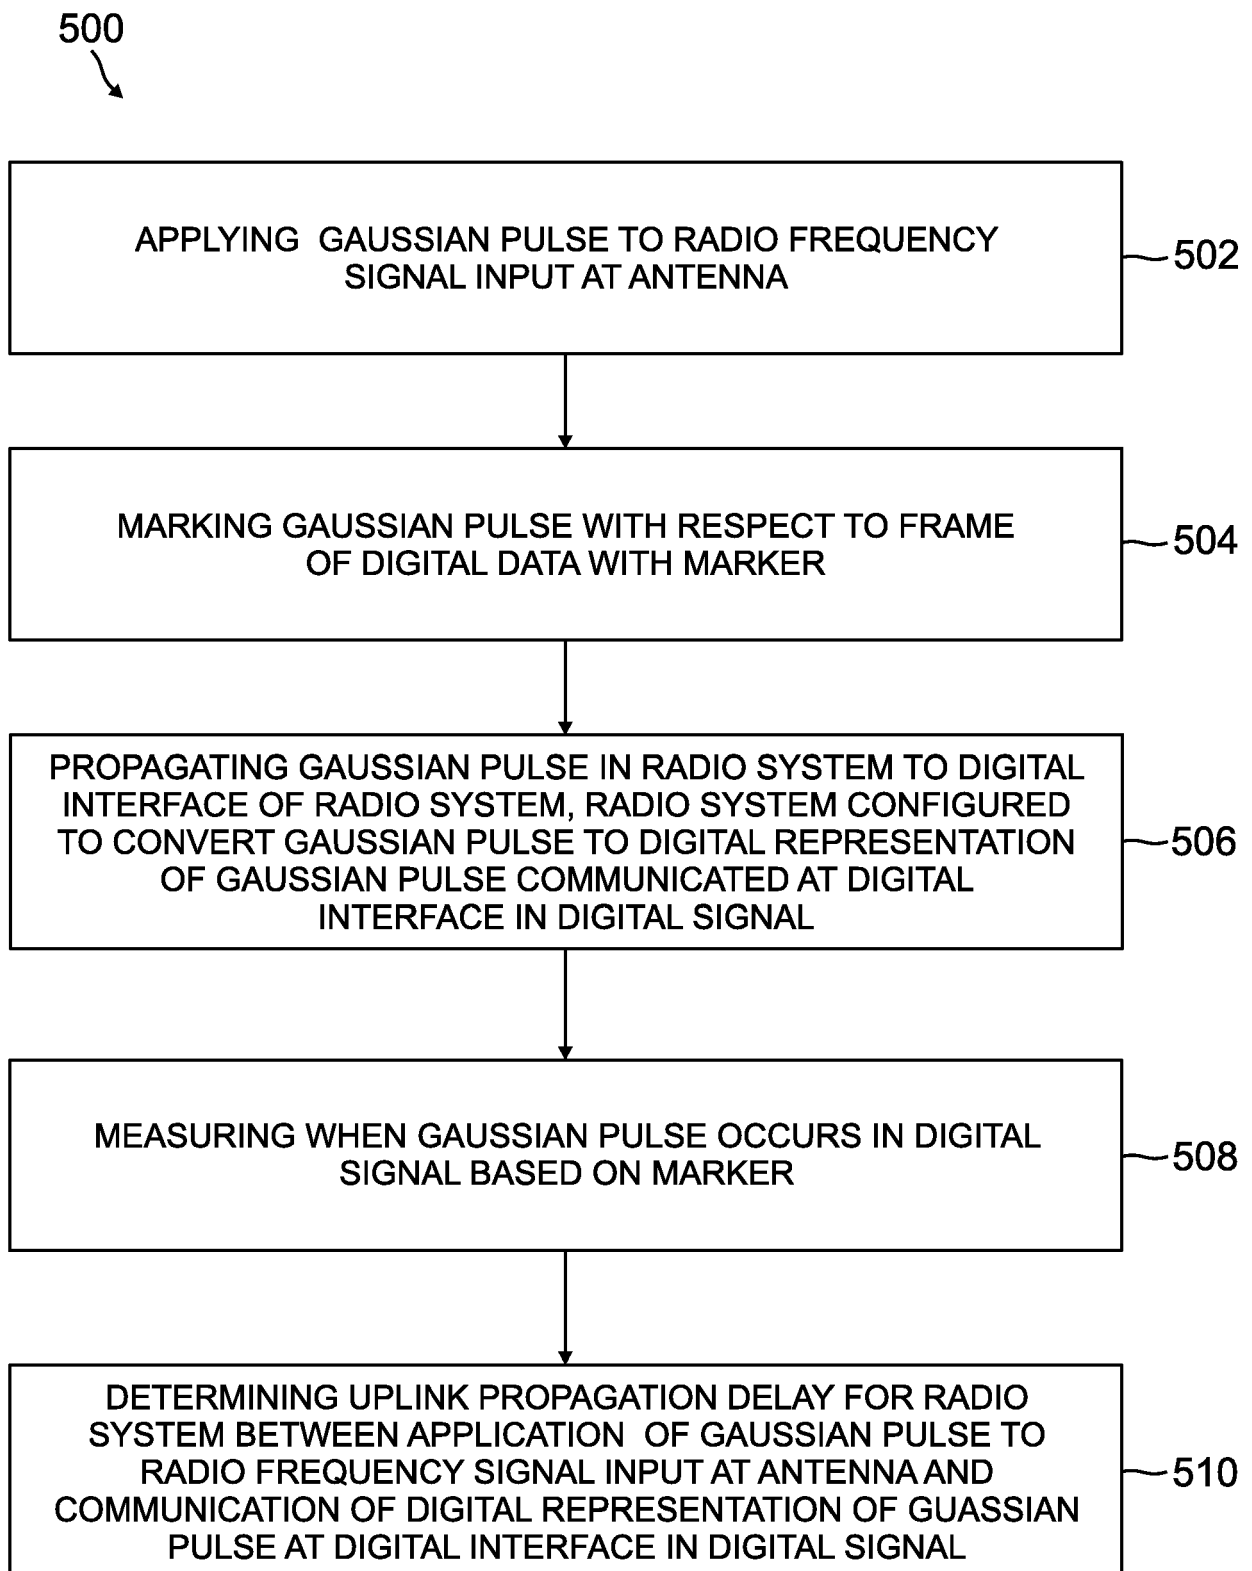 500
APPLYING GAUSSIAN PULSE TO RADIO FREQUENCY
SIGNAL INPUT AT ANTENNA
502
MARKING GAUSSIAN PULSE WITH RESPECT TO FRAME
OF DIGITAL DATA WITH MARKER
504
PROPAGATING GAUSSIAN PULSE IN RADIO SYSTEM TO DIGITAL
INTERFACE OF RADIO SYSTEM, RADIO SYSTEM CONFIGURED
TO CONVERT GAUSSIAN PULSE TO DIGITAL REPRESENTATION
OF GAUSSIAN PULSE COMMUNICATED AT DIGITAL
INTERFACE IN DIGITAL SIGNAL
506
MEASURING WHEN GAUSSIAN PULSE OCCURS IN DIGITAL
SIGNAL BASED ON MARKER
508
DETERMINING UPLINK PROPAGATION DELAY FOR RADIO
SYSTEM BETWEEN APPLICATION OF GAUSSIAN PULSE TO
RADIO FREQUENCY SIGNAL INPUT AT ANTENNA AND
COMMUNICATION OF DIGITAL REPRESENTATION OF GUASSIAN
PULSE AT DIGITAL INTERFACE IN DIGITAL SIGNAL
510